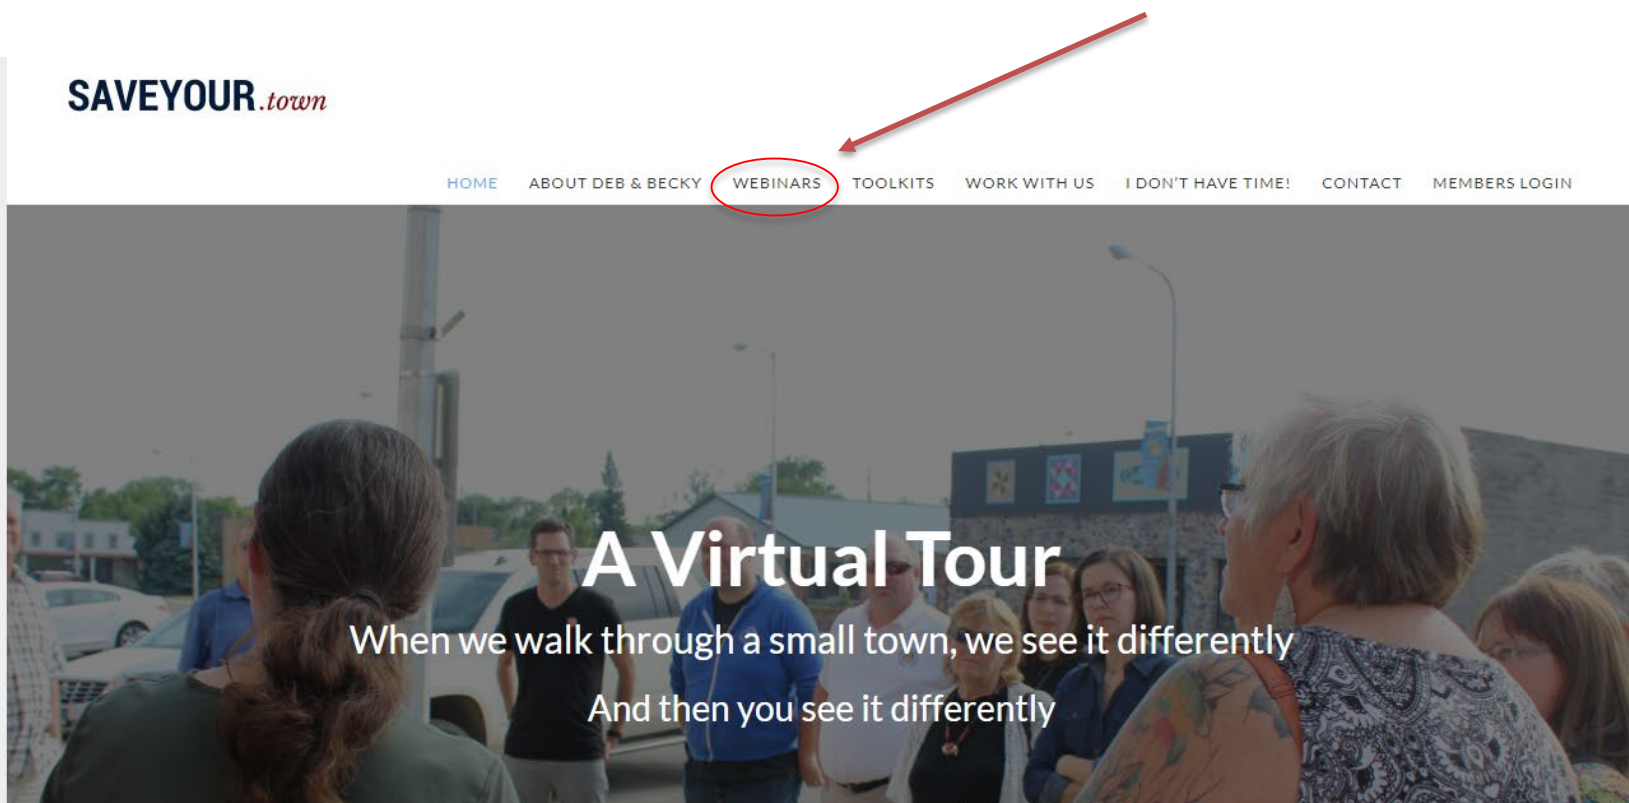 SAVEYOUR.town
HOME ABOUT DEB & BECKY WEBINARS TOOLKITS WORK WITH US I DON'T HAVE TIME! CONTACT MEMBERS LOGIN
A Virtual Tour
When we walk through a small town, we see it differently
And then you see it differently